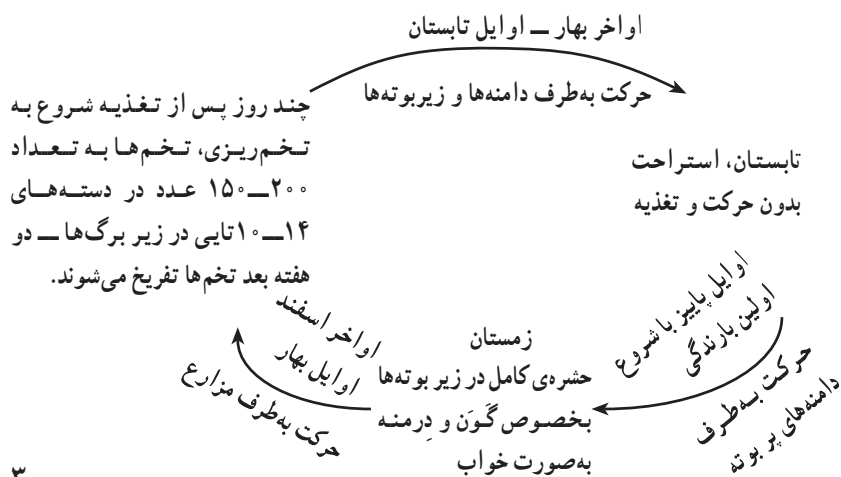 اواخر بهار ــ اوایل تابستان
حرکت به‌طرف دامنه‌ها و زیربوته‌ها
چند روز پس از تغذیه شروع به
تخم‌ریزی، تخم‌ها به تعداد
۲۰۰ــ۱۵۰ عدد در دسته‌های
۱۴ــ۱۰تایی در زیر برگ‌ها ــ دو
هفته بعد تخم‌ها تفریخ می‌شوند.
تابستان، استراحت
بدون حرکت و تغذیه
اوایل پاییز با شروع
اولین بارندگی
حرکت به‌طرف
دامنه‌های پر بوته
زمستان
حشره‌ی کامل در زیر بوته‌ها
بخصوص گَوَن و دِرمنه
به‌صورت خواب
اواخر اسفند
اوایل بهار
حرکت به‌طرف مزارع
۳